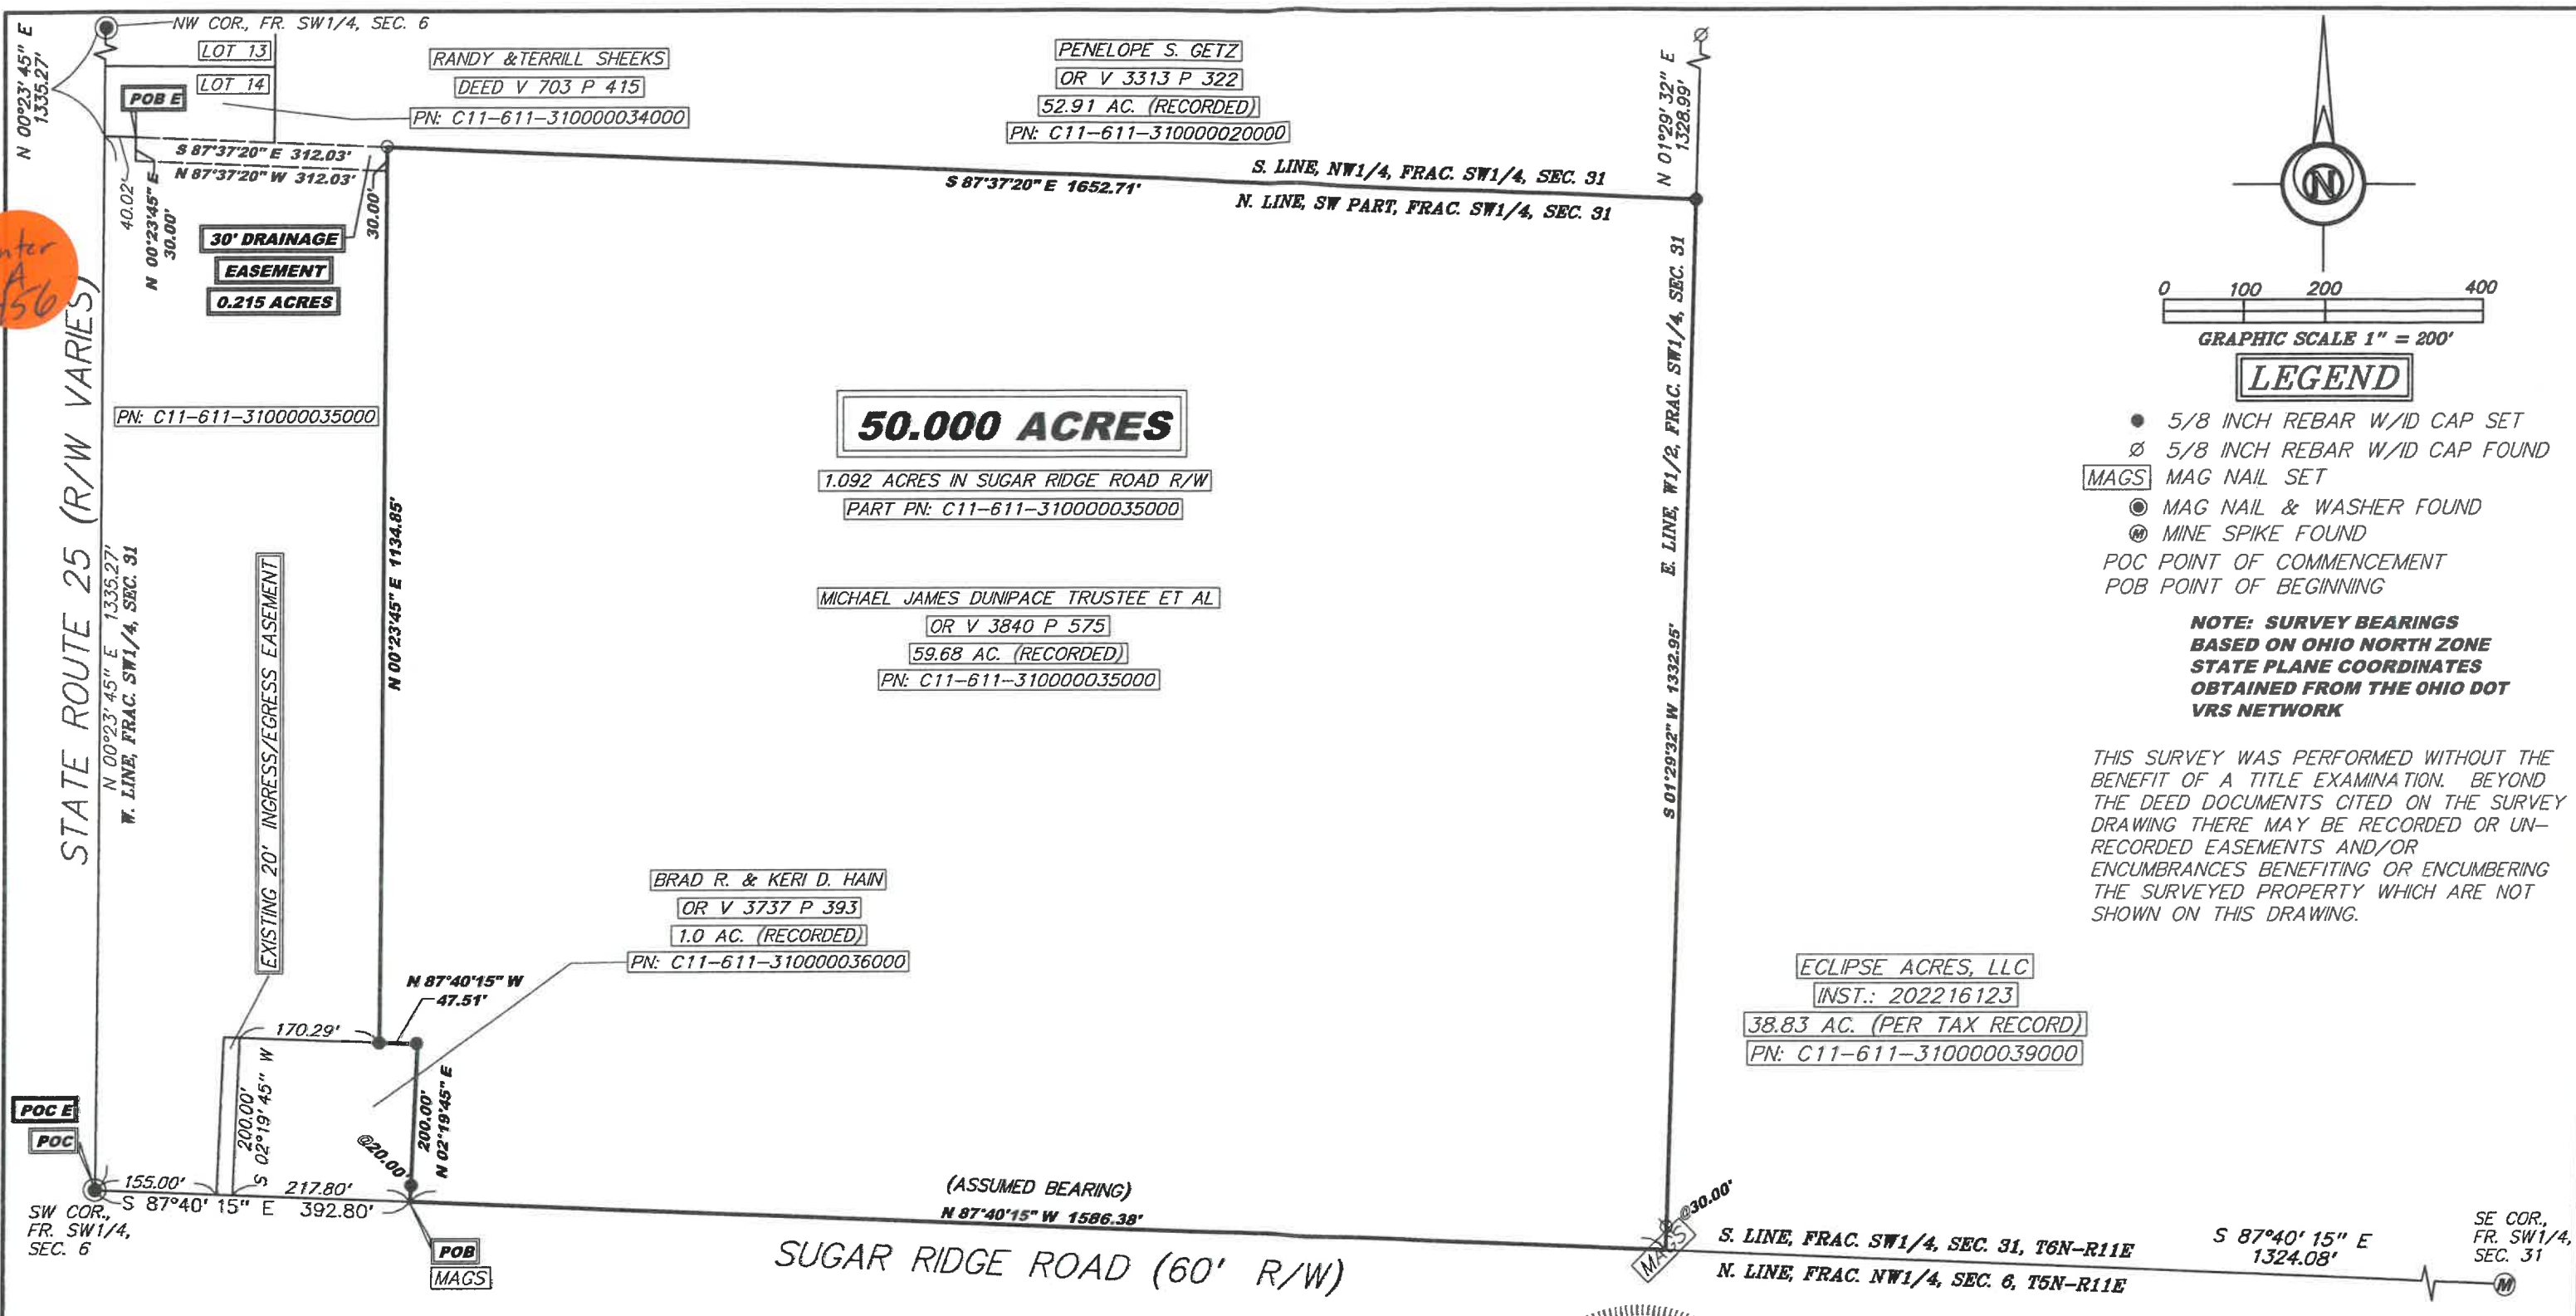 NW COR., FR. SW1/4, SEC. 6
N 00°23'45" E
1335.27'
LOT 13
LOT 14
POB E
RANDY &TERRILL SHEEKS
DEED V 703 P 415
PN: C11-611-310000034000
PENELOPE S. GETZ
OR V 3313 P 322
52.91 AC. (RECORDED)
PN: C11-611-310000020000
N 01°29'32" E
1328.99'
S 87°37'20" E 312.03'
N 87°37'20" W 312.03'
40.02'
N 00°23'45" E
30.00'
30.00'
S 87°37'20" E 1652.71'
S. LINE, NW1/4, FRAC. SW1/4, SEC. 31
N. LINE, SW PART, FRAC. SW1/4, SEC. 31
30' DRAINAGE
EASEMENT
0.215 ACRES
A
56
STATE ROUTE 25 (R/W VARIES)
N 00°23'45" E 1335.27'
W. LINE, FRAC. SW1/4, SEC. 31
PN: C11-611-310000035000
EXISTING 20' INGRESS/EGRESS EASEMENT
N 00°23'45" E 1134.85'
50.000 ACRES
1.092 ACRES IN SUGAR RIDGE ROAD R/W
PART PN: C11-611-310000035000
MICHAEL JAMES DUNIPACE TRUSTEE ET AL
OR V 3840 P 575
59.68 AC. (RECORDED)
PN: C11-611-310000035000
E. LINE, W1/2, FRAC. SW1/4, SEC. 31
S 01°29'32" W 1332.95'
BRAD R. & KERI D. HAIN
OR V 3737 P 393
1.0 AC. (RECORDED)
PN: C11-611-310000036000
N 87°40'15" W
47.51'
170.29'
200.00'
S 02°19'45" W
@20.00'
200.00'
N 02°19'45" E
POC E
POC
155.00'
217.80'
S 87°40'15" E 392.80'
SW COR.,
FR. SW1/4,
SEC. 6
POB
MAGS
(ASSUMED BEARING)
N 87°40'15" W 1586.38'
SUGAR RIDGE ROAD (60' R/W)
@30.00'
MAGS
ECLIPSE ACRES, LLC
INST.: 202216123
38.83 AC. (PER TAX RECORD)
PN: C11-611-310000039000
S. LINE, FRAC. SW1/4, SEC. 31, T6N-R11E
N. LINE, FRAC. NW1/4, SEC. 6, T5N-R11E
S 87°40'15" E
1324.08'
SE COR.,
FR. SW1/4,
SEC. 31
M
N
0 100 200 400
GRAPHIC SCALE 1" = 200'
LEGEND
5/8 INCH REBAR W/ID CAP SET
5/8 INCH REBAR W/ID CAP FOUND
MAGS MAG NAIL SET
MAG NAIL & WASHER FOUND
M MINE SPIKE FOUND
POC POINT OF COMMENCEMENT
POB POINT OF BEGINNING
NOTE: SURVEY BEARINGS
BASED ON OHIO NORTH ZONE
STATE PLANE COORDINATES
OBTAINED FROM THE OHIO DOT
VRS NETWORK
THIS SURVEY WAS PERFORMED WITHOUT THE
BENEFIT OF A TITLE EXAMINATION. BEYOND
THE DEED DOCUMENTS CITED ON THE SURVEY
DRAWING THERE MAY BE RECORDED OR UN-
RECORDED EASEMENTS AND/OR
ENCUMBRANCES BENEFITING OR ENCUMBERING
THE SURVEYED PROPERTY WHICH ARE NOT
SHOWN ON THIS DRAWING.